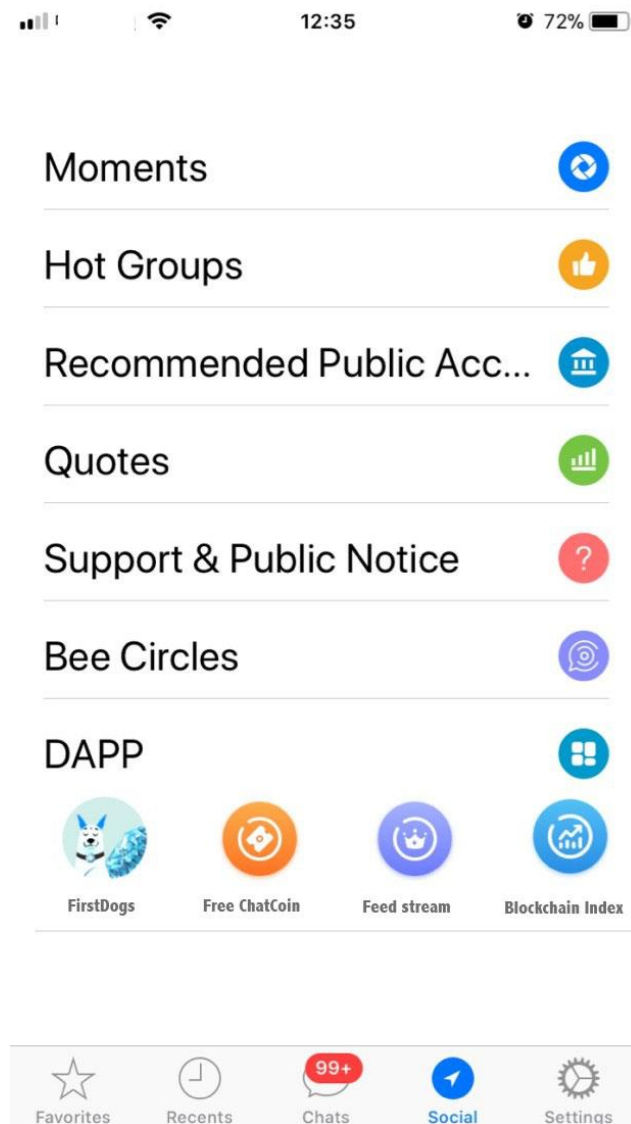 12:35
72%
Moments
Hot Groups
Recommended Public Acc...
Quotes
Support & Public Notice
?
Bee Circles
DAPP
FirstDogs Free ChatCoin Feed stream Blockchain Index
99+
Favorites Recents Chats Social Settings